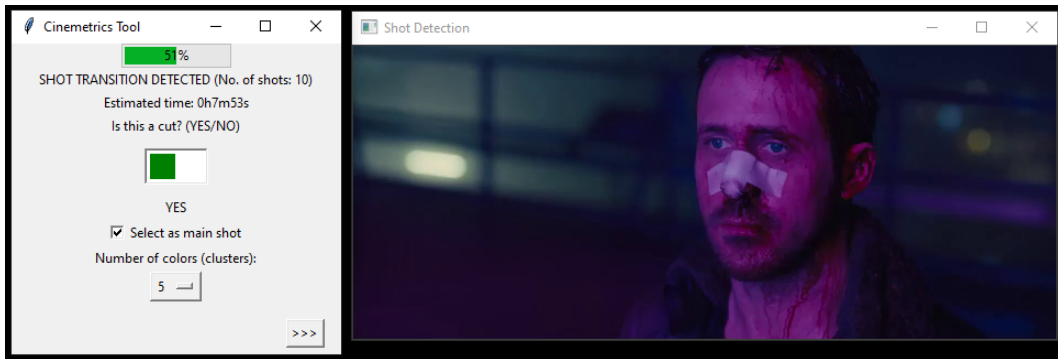 Cinemetrics Tool
51%
SHOT TRANSITION DETECTED (No. of shots: 10)
Estimated time: 0h7m53s
Is this a cut? (YES/NO)
YES
Select as main shot
Number of colors (clusters):
5
>>>
Shot Detection